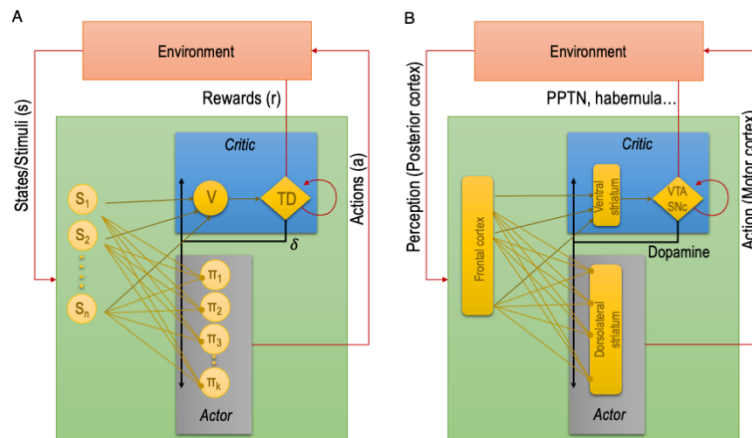 A
Environment
Rewards (r)
States/Stimuli (s)
Actions (a)
Critic
S1
S2
Sn
V
TD
δ
π1
π2
π3
πk
Actor
B
Environment
PPTN, habernula...
Perception (Posterior cortex)
Action (Motor cortex)
Critic
Frontal cortex
Ventral
striatum
VTA
SNc
Dopamine
Dorsolateral
striatum
Actor